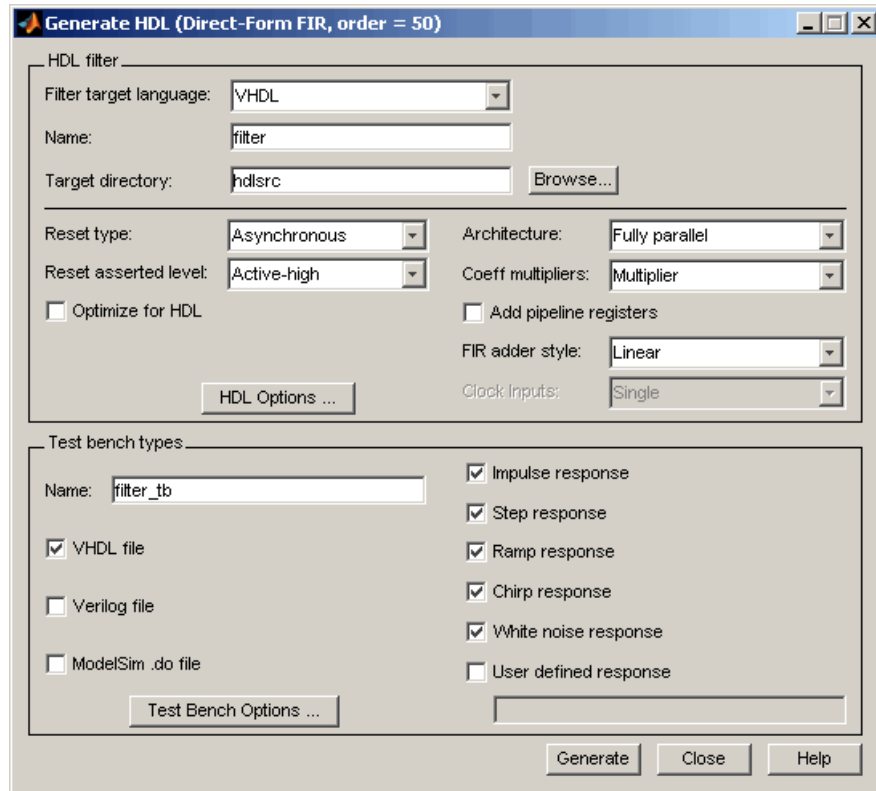 Generate HDL (Direct-Form FIR, order = 50)
HDL filter
Filter target language: VHDL
Name: filter
Target directory: hdlsrc Browse...
Reset type: Asynchronous Architecture: Fully parallel
Reset asserted level: Active-high Coeff multipliers: Multiplier
Optimize for HDL Add pipeline registers
FIR adder style: Linear
HDL Options ... Clock Inputs: Single
Test bench types
Impulse response
Name: filter_tb
Step response
VHDL file Ramp response
Chirp response
Verilog file
White noise response
ModelSim .do file User defined response
Test Bench Options ...
Generate Close Help